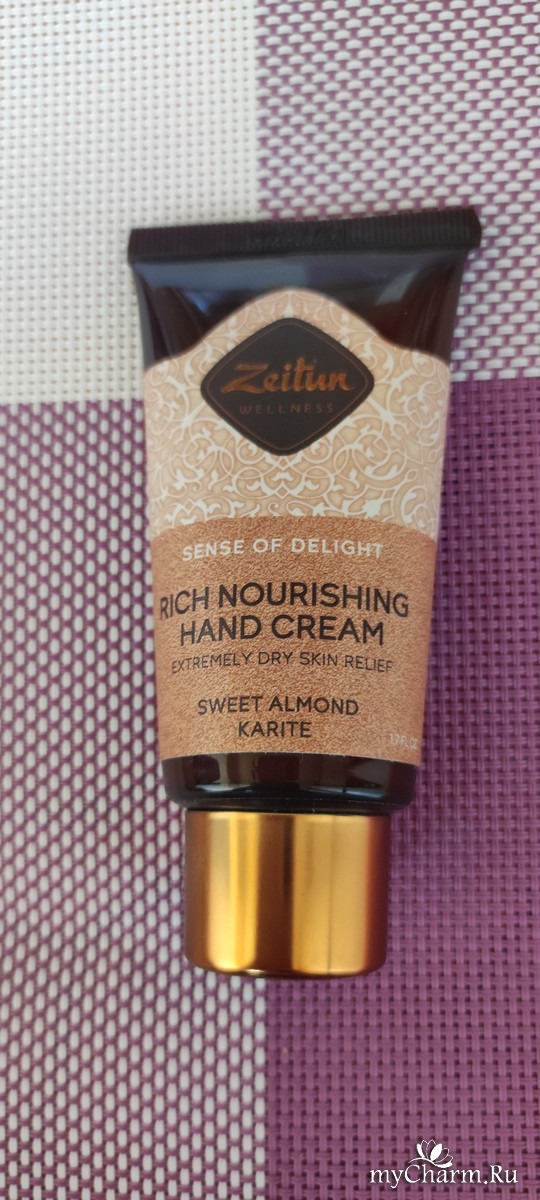 Zeitun
WELLNESS
SENSE OF DELIGHT
RICH NOURISHING
HAND CREAM
EXTREMELY DRY SKIN RELIEF
SWEET ALMOND
KARITE
myCharm.Ru